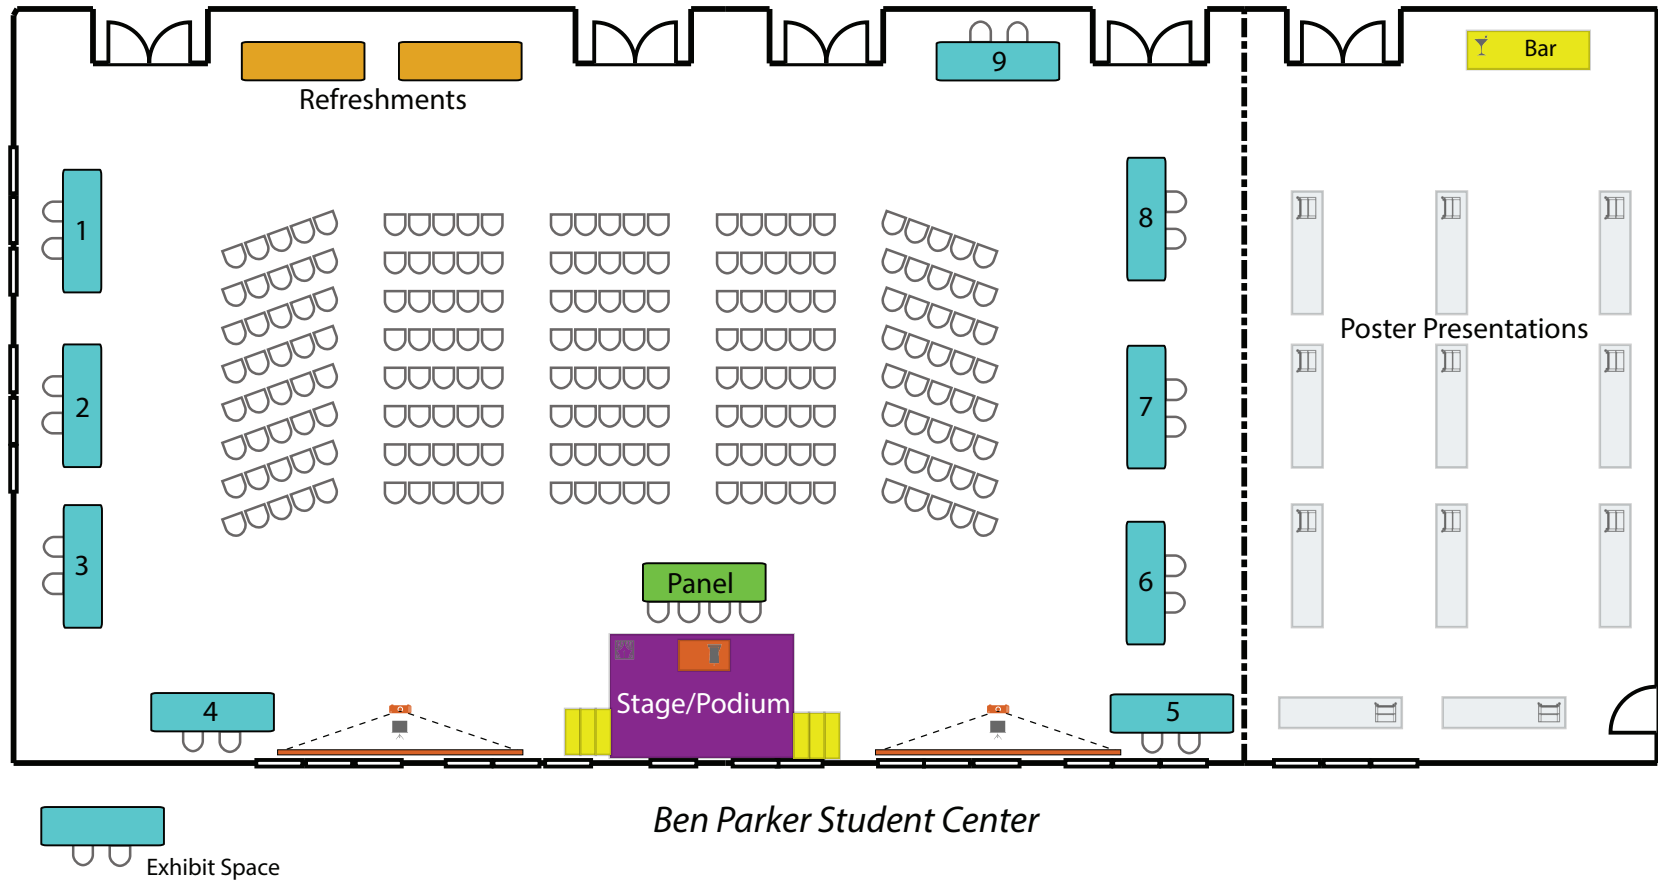 9
Bar
Refreshments
1
8
Poster Presentations
2
7
3
6
Panel
4
Stage/Podium
5
Ben Parker Student Center
Exhibit Space